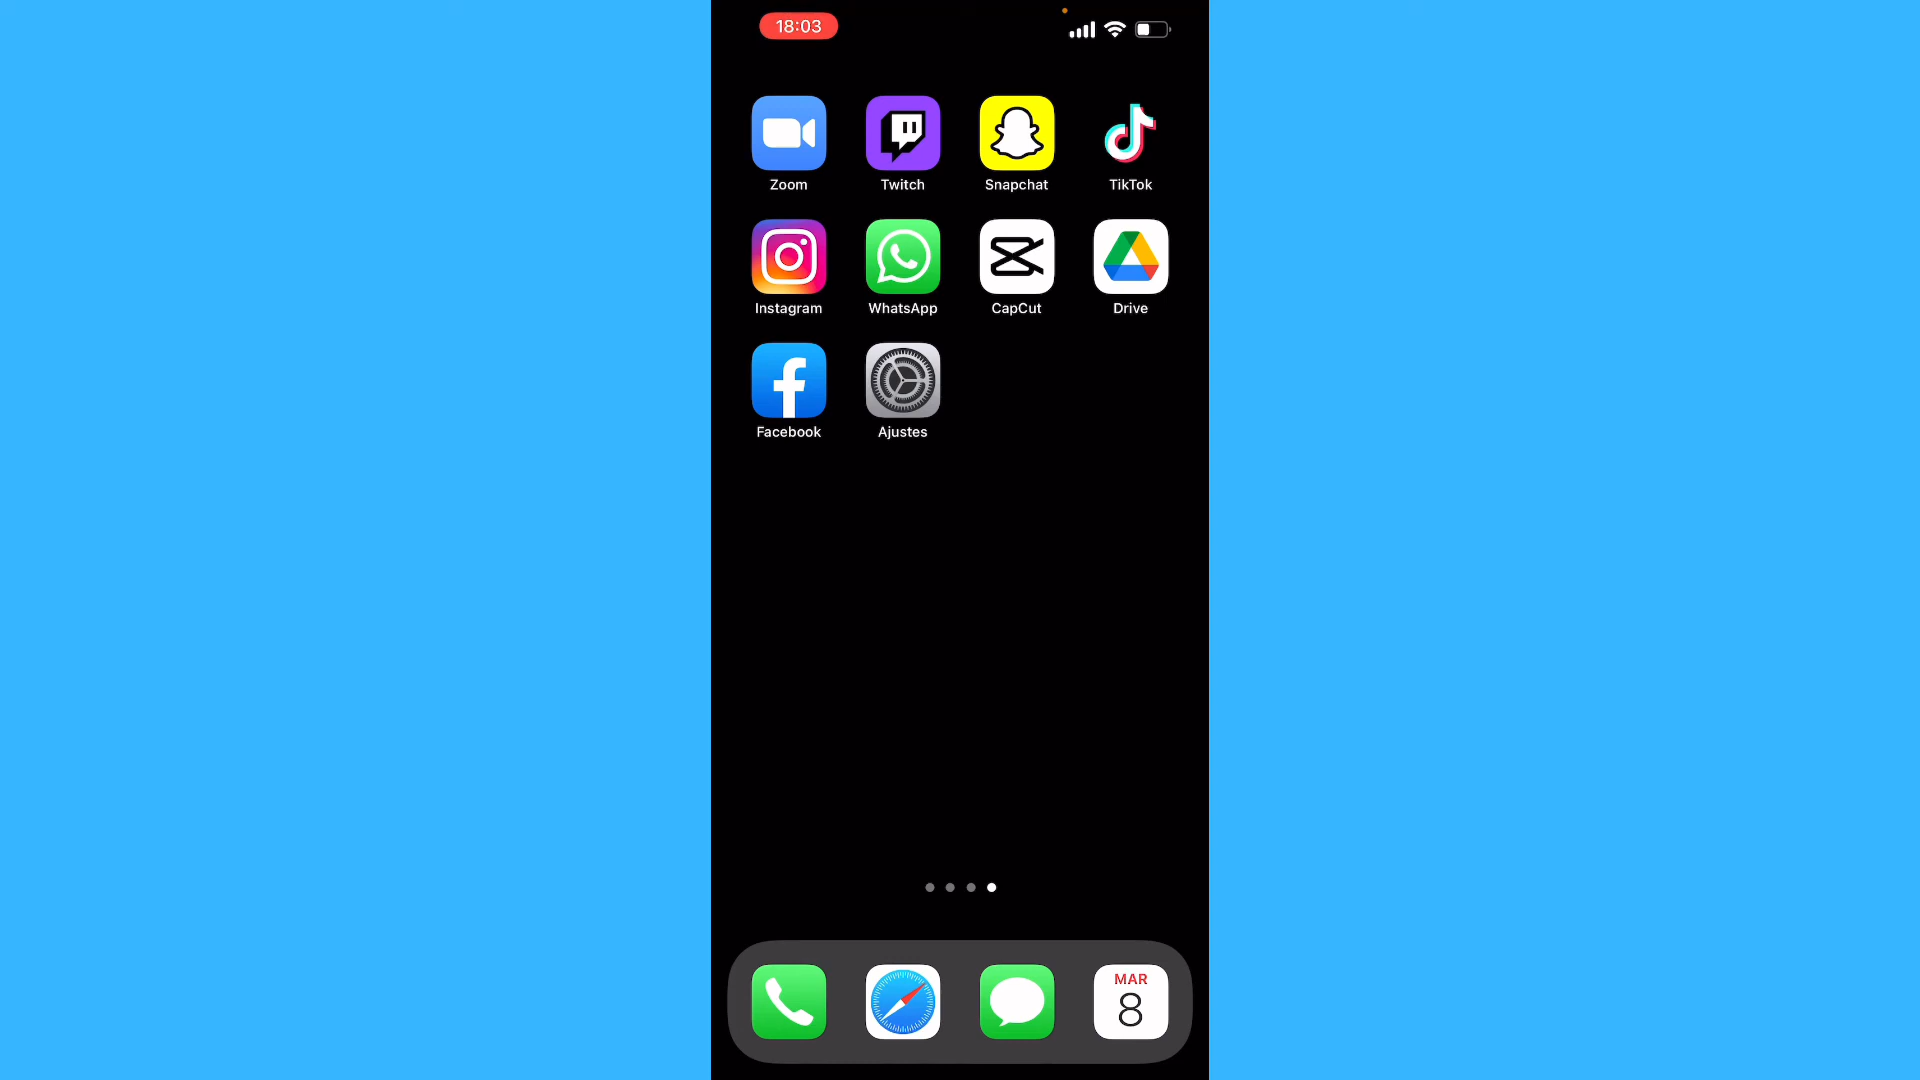 18:03
Zoom
Twitch
Snapchat
TikTok
Instagram
WhatsApp
CapCut
Drive
Facebook
Ajustes
MAR
8